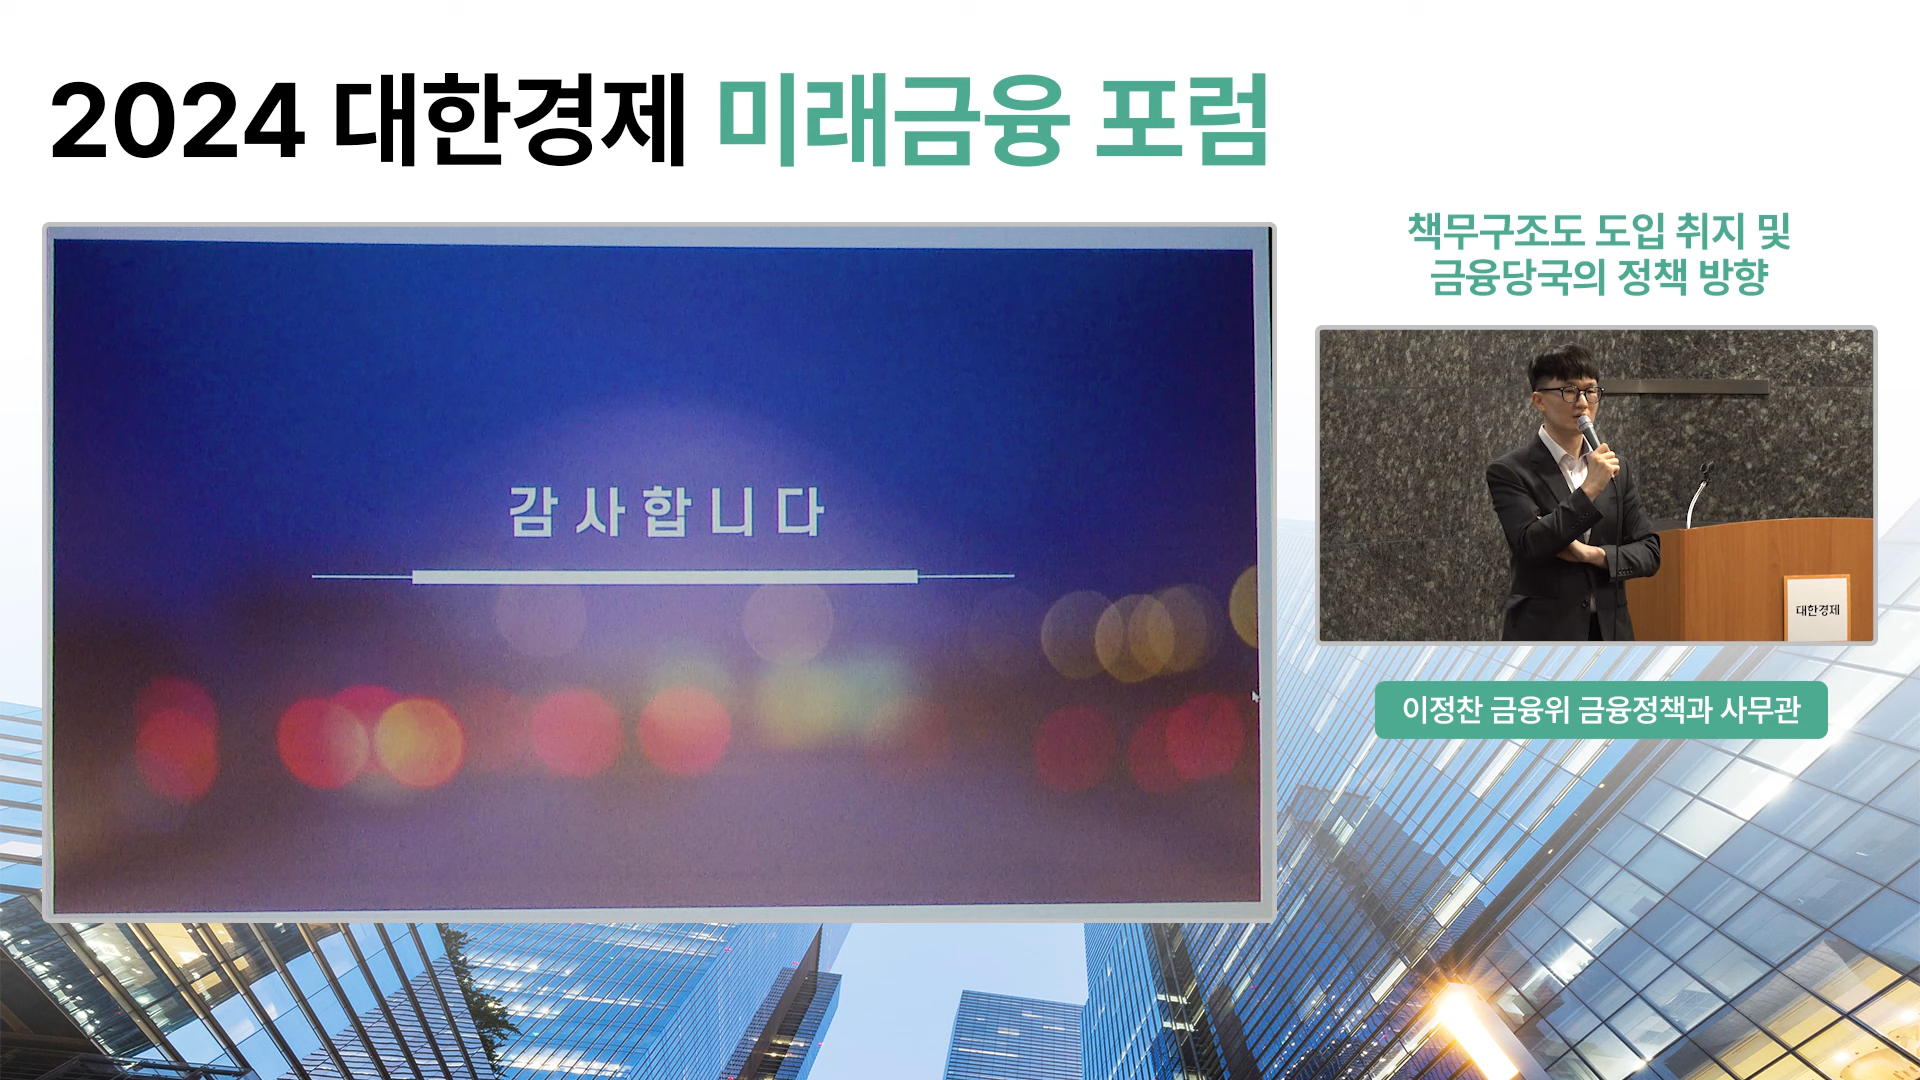 2024 대한경제 미래금융 포럼
책무구조도 도입 취지 및
금융당국의 정책 방향
감사합니다
대한경제
이정찬 금융위 금융정책과 사무관